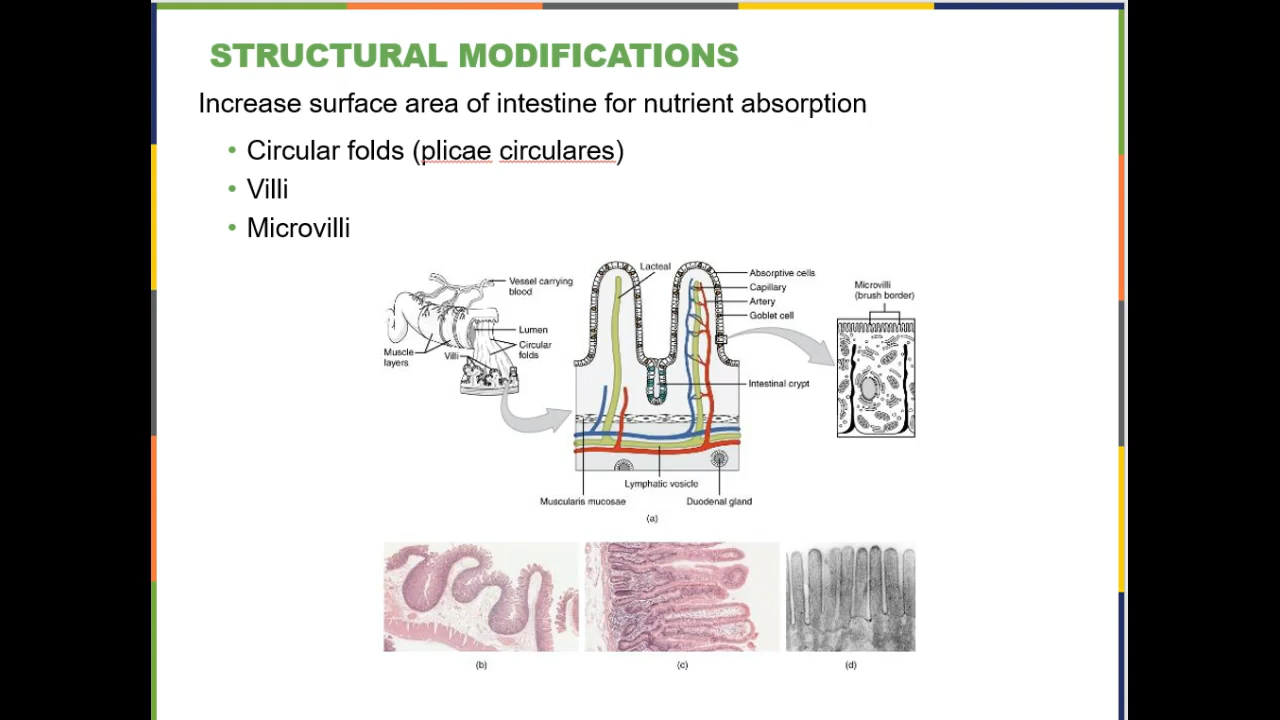 STRUCTURAL MODIFICATIONS
Increase surface area of intestine for nutrient absorption
• Circular folds (plicae circulares)
• Villi
• Microvilli
Vessel carrying
blood
Lumen
Circular
folds
Muscle
layers
Villi
Lacteal
Absorptive cells
Capillary
Artery
Goblet cell
Intestinal crypt
Lymphatic vesicle
Muscularis mucosae
Duodenal gland
Microvilli
(brush border)
(a)
(b)
(c)
(d)